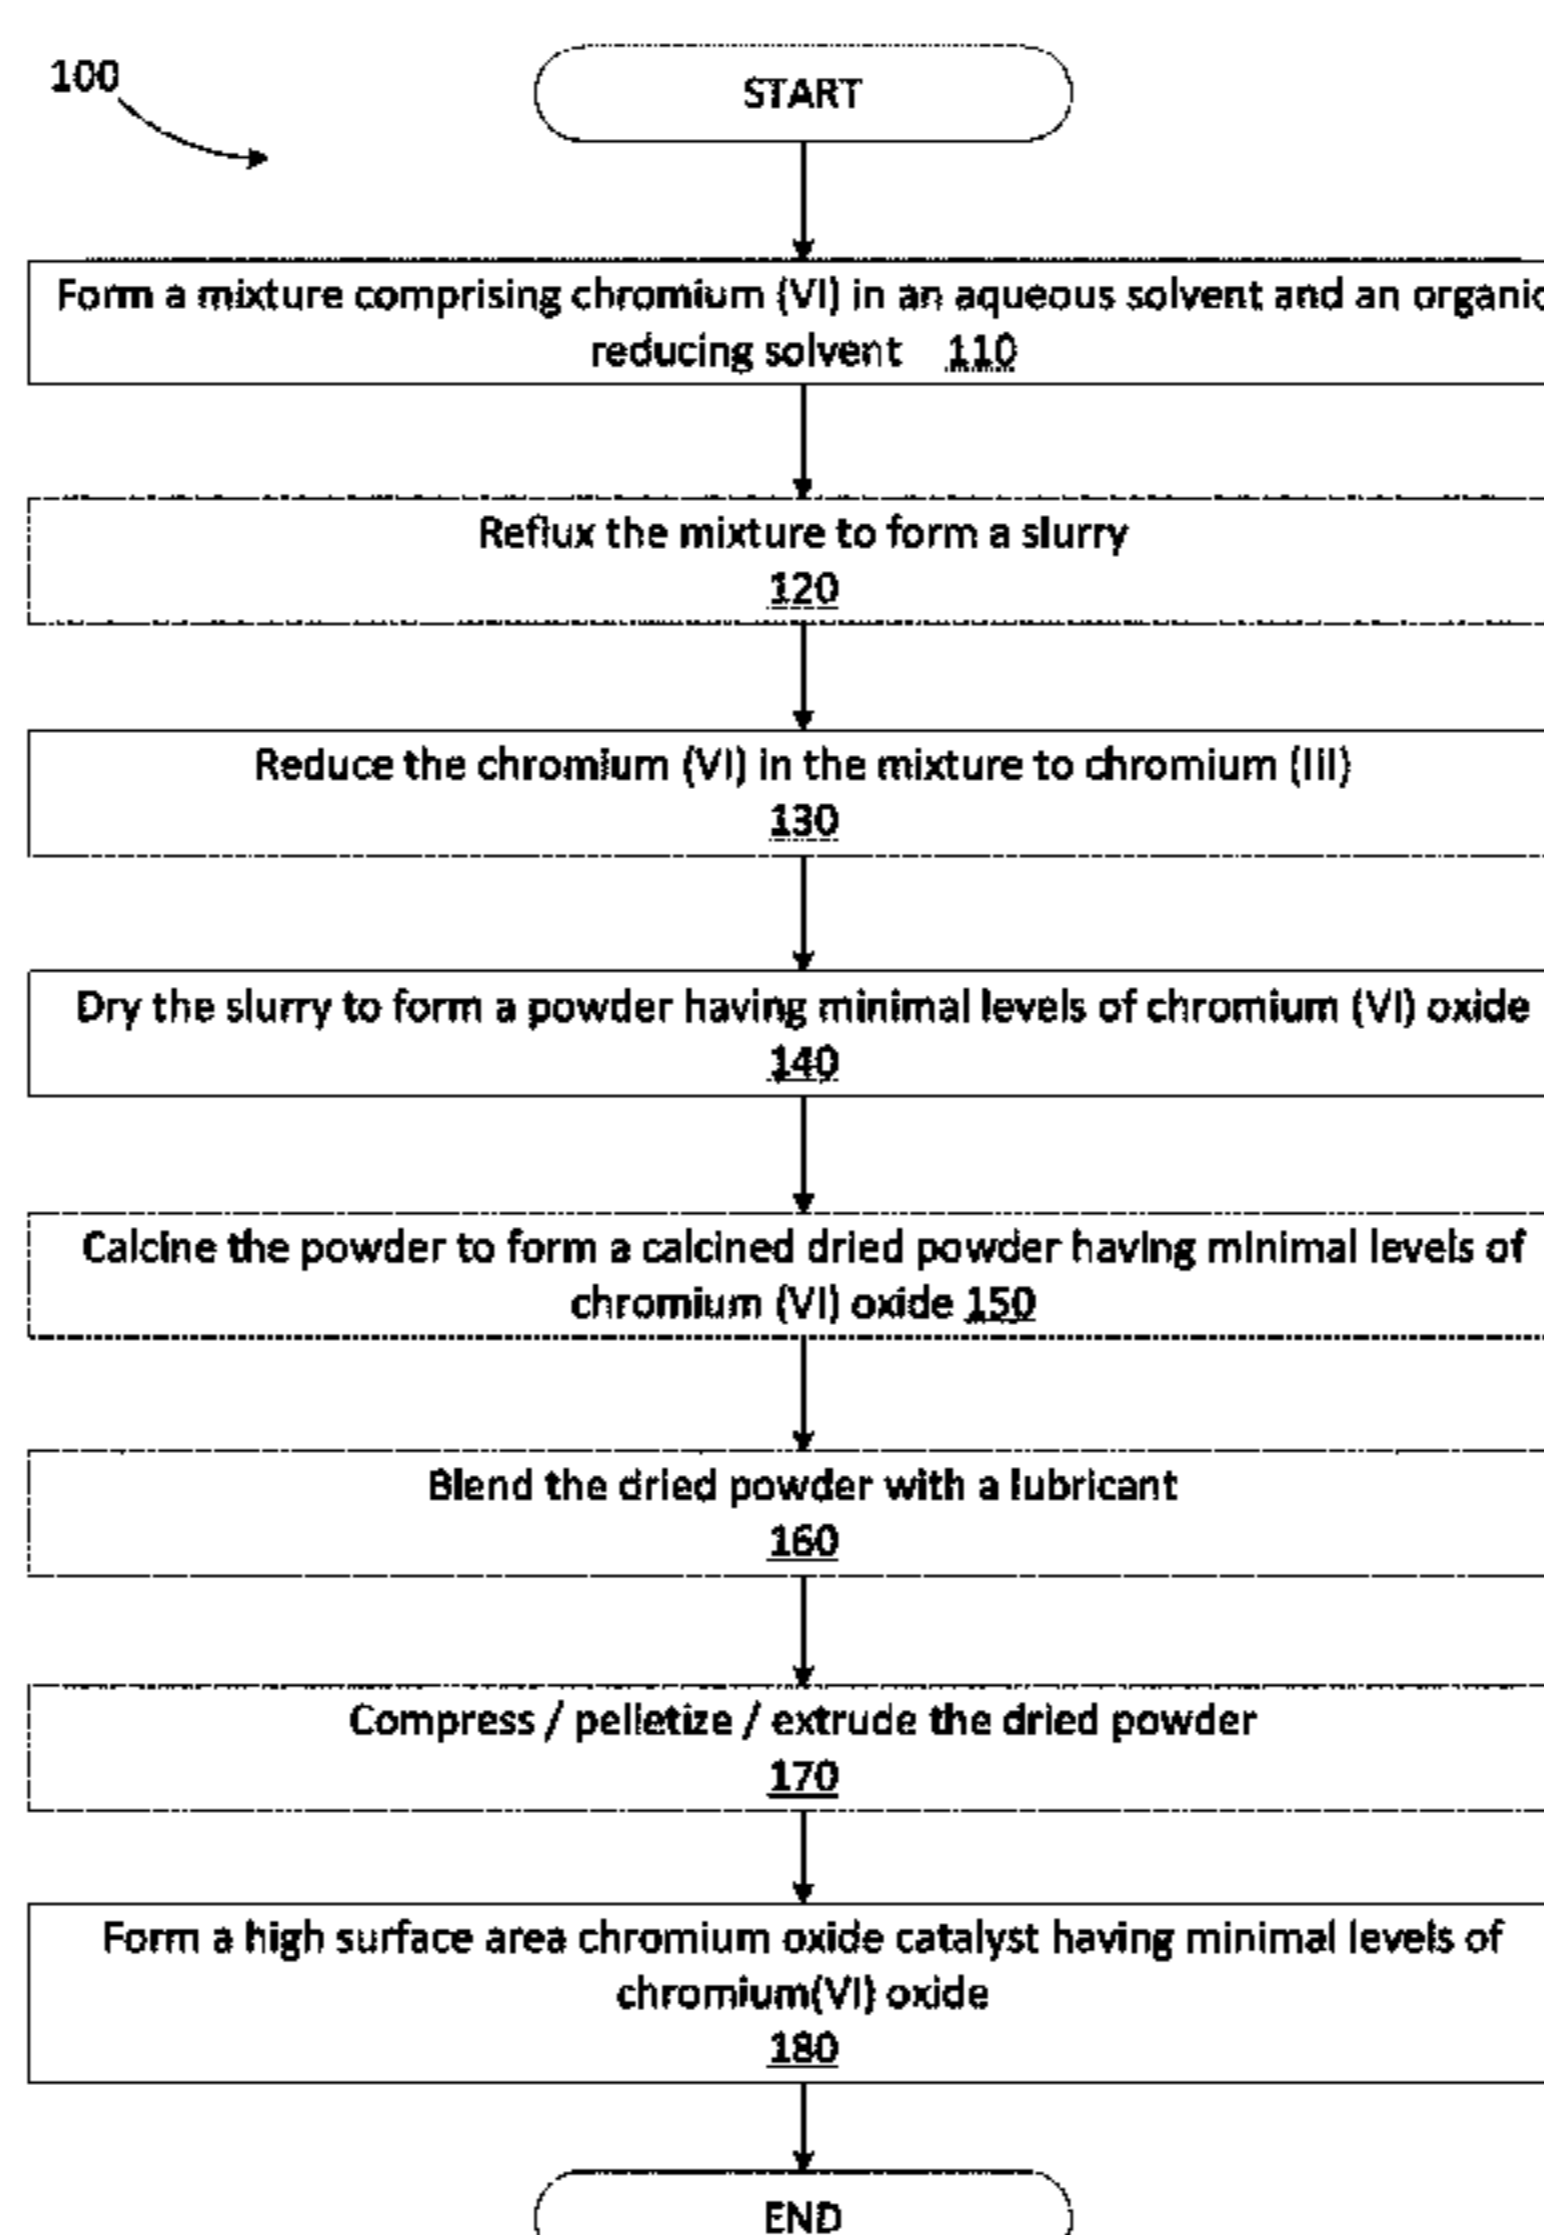 100
START
Form a mixture comprising chromium (VI) in an aqueous solvent and an organic
reducing solvent 110
Reflux the mixture to form a slurry
120
Reduce the chromium (VI) in the mixture to chromium (III)
130
Dry the slurry to form a powder having minimal levels of chromium (VI) oxide
140
Calcine the powder to form a calcined dried powder having minimal levels of
chromium (VI) oxide 150
Blend the dried powder with a lubricant
160
Compress / pelletize / extrude the dried powder
170
Form a high surface area chromium oxide catalyst having minimal levels of
chromium(VI) oxide
180
END